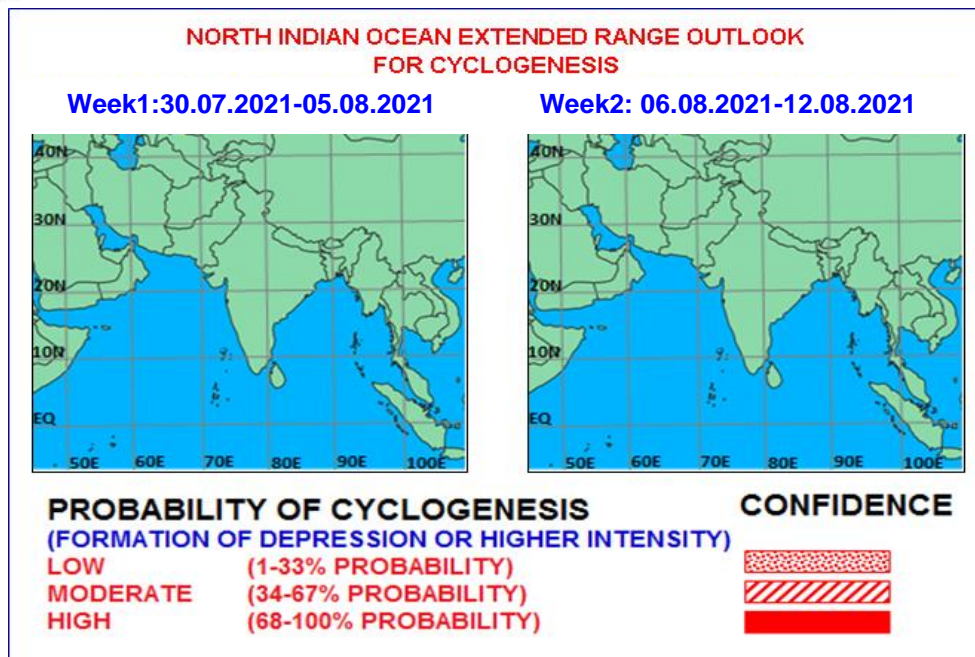 NORTH INDIAN OCEAN EXTENDED RANGE OUTLOOK
FOR CYCLOGENESIS
Week1:30.07.2021-05.08.2021
Week2: 06.08.2021-12.08.2021
40N
30N
20N
10N
EQ
50E 60E 70E 80E 90E 100E
40N
30N
20N
10N
EQ
50E 60E 70E 80E 90E 100E
PROBABILITY OF CYCLOGENESIS
CONFIDENCE
(FORMATION OF DEPRESSION OR HIGHER INTENSITY)
LOW (1-33% PROBABILITY)
MODERATE (34-67% PROBABILITY)
HIGH (68-100% PROBABILITY)